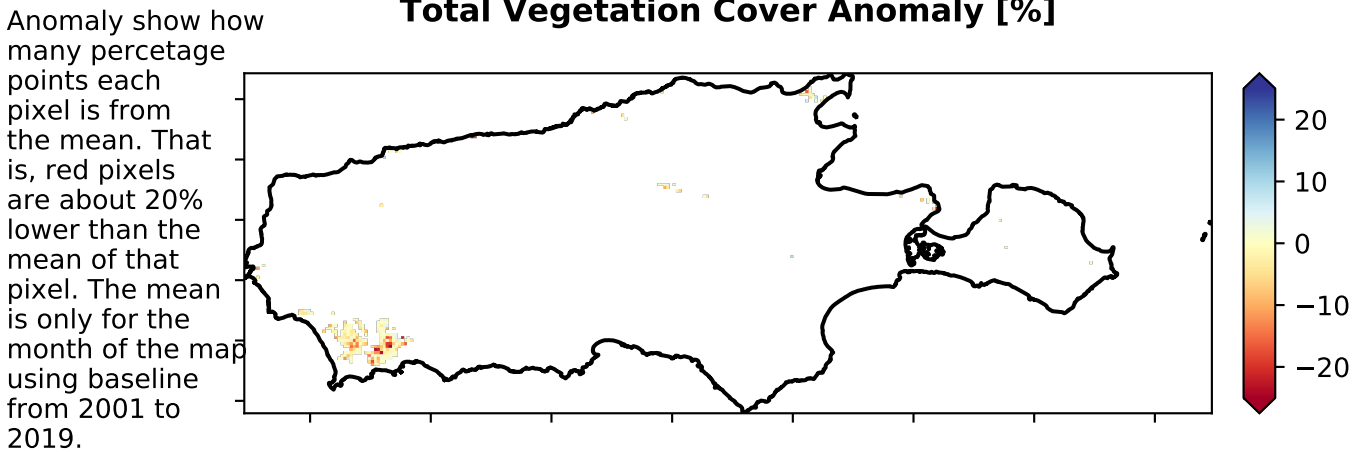 Total Vegetation Cover Anomaly [%]
Anomaly show how
many percetage
points each
pixel is from
the mean. That
is, red pixels
are about 20%
lower than the
mean of that
pixel. The mean
is only for the
month of the map
using baseline
from 2001 to
2019.
20
10
0
−10
−20